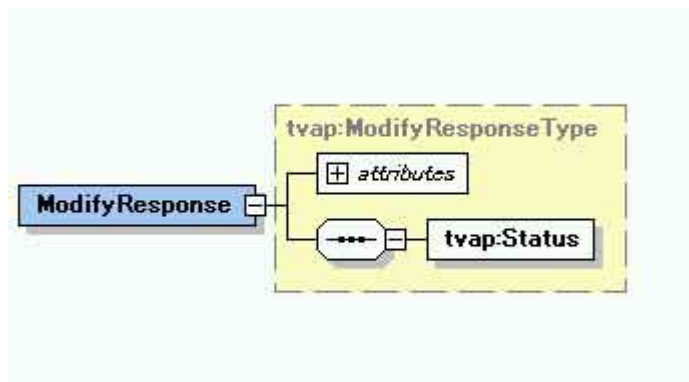 tvap:ModifyResponseType
attributes
ModifyResponse
tvap:Status